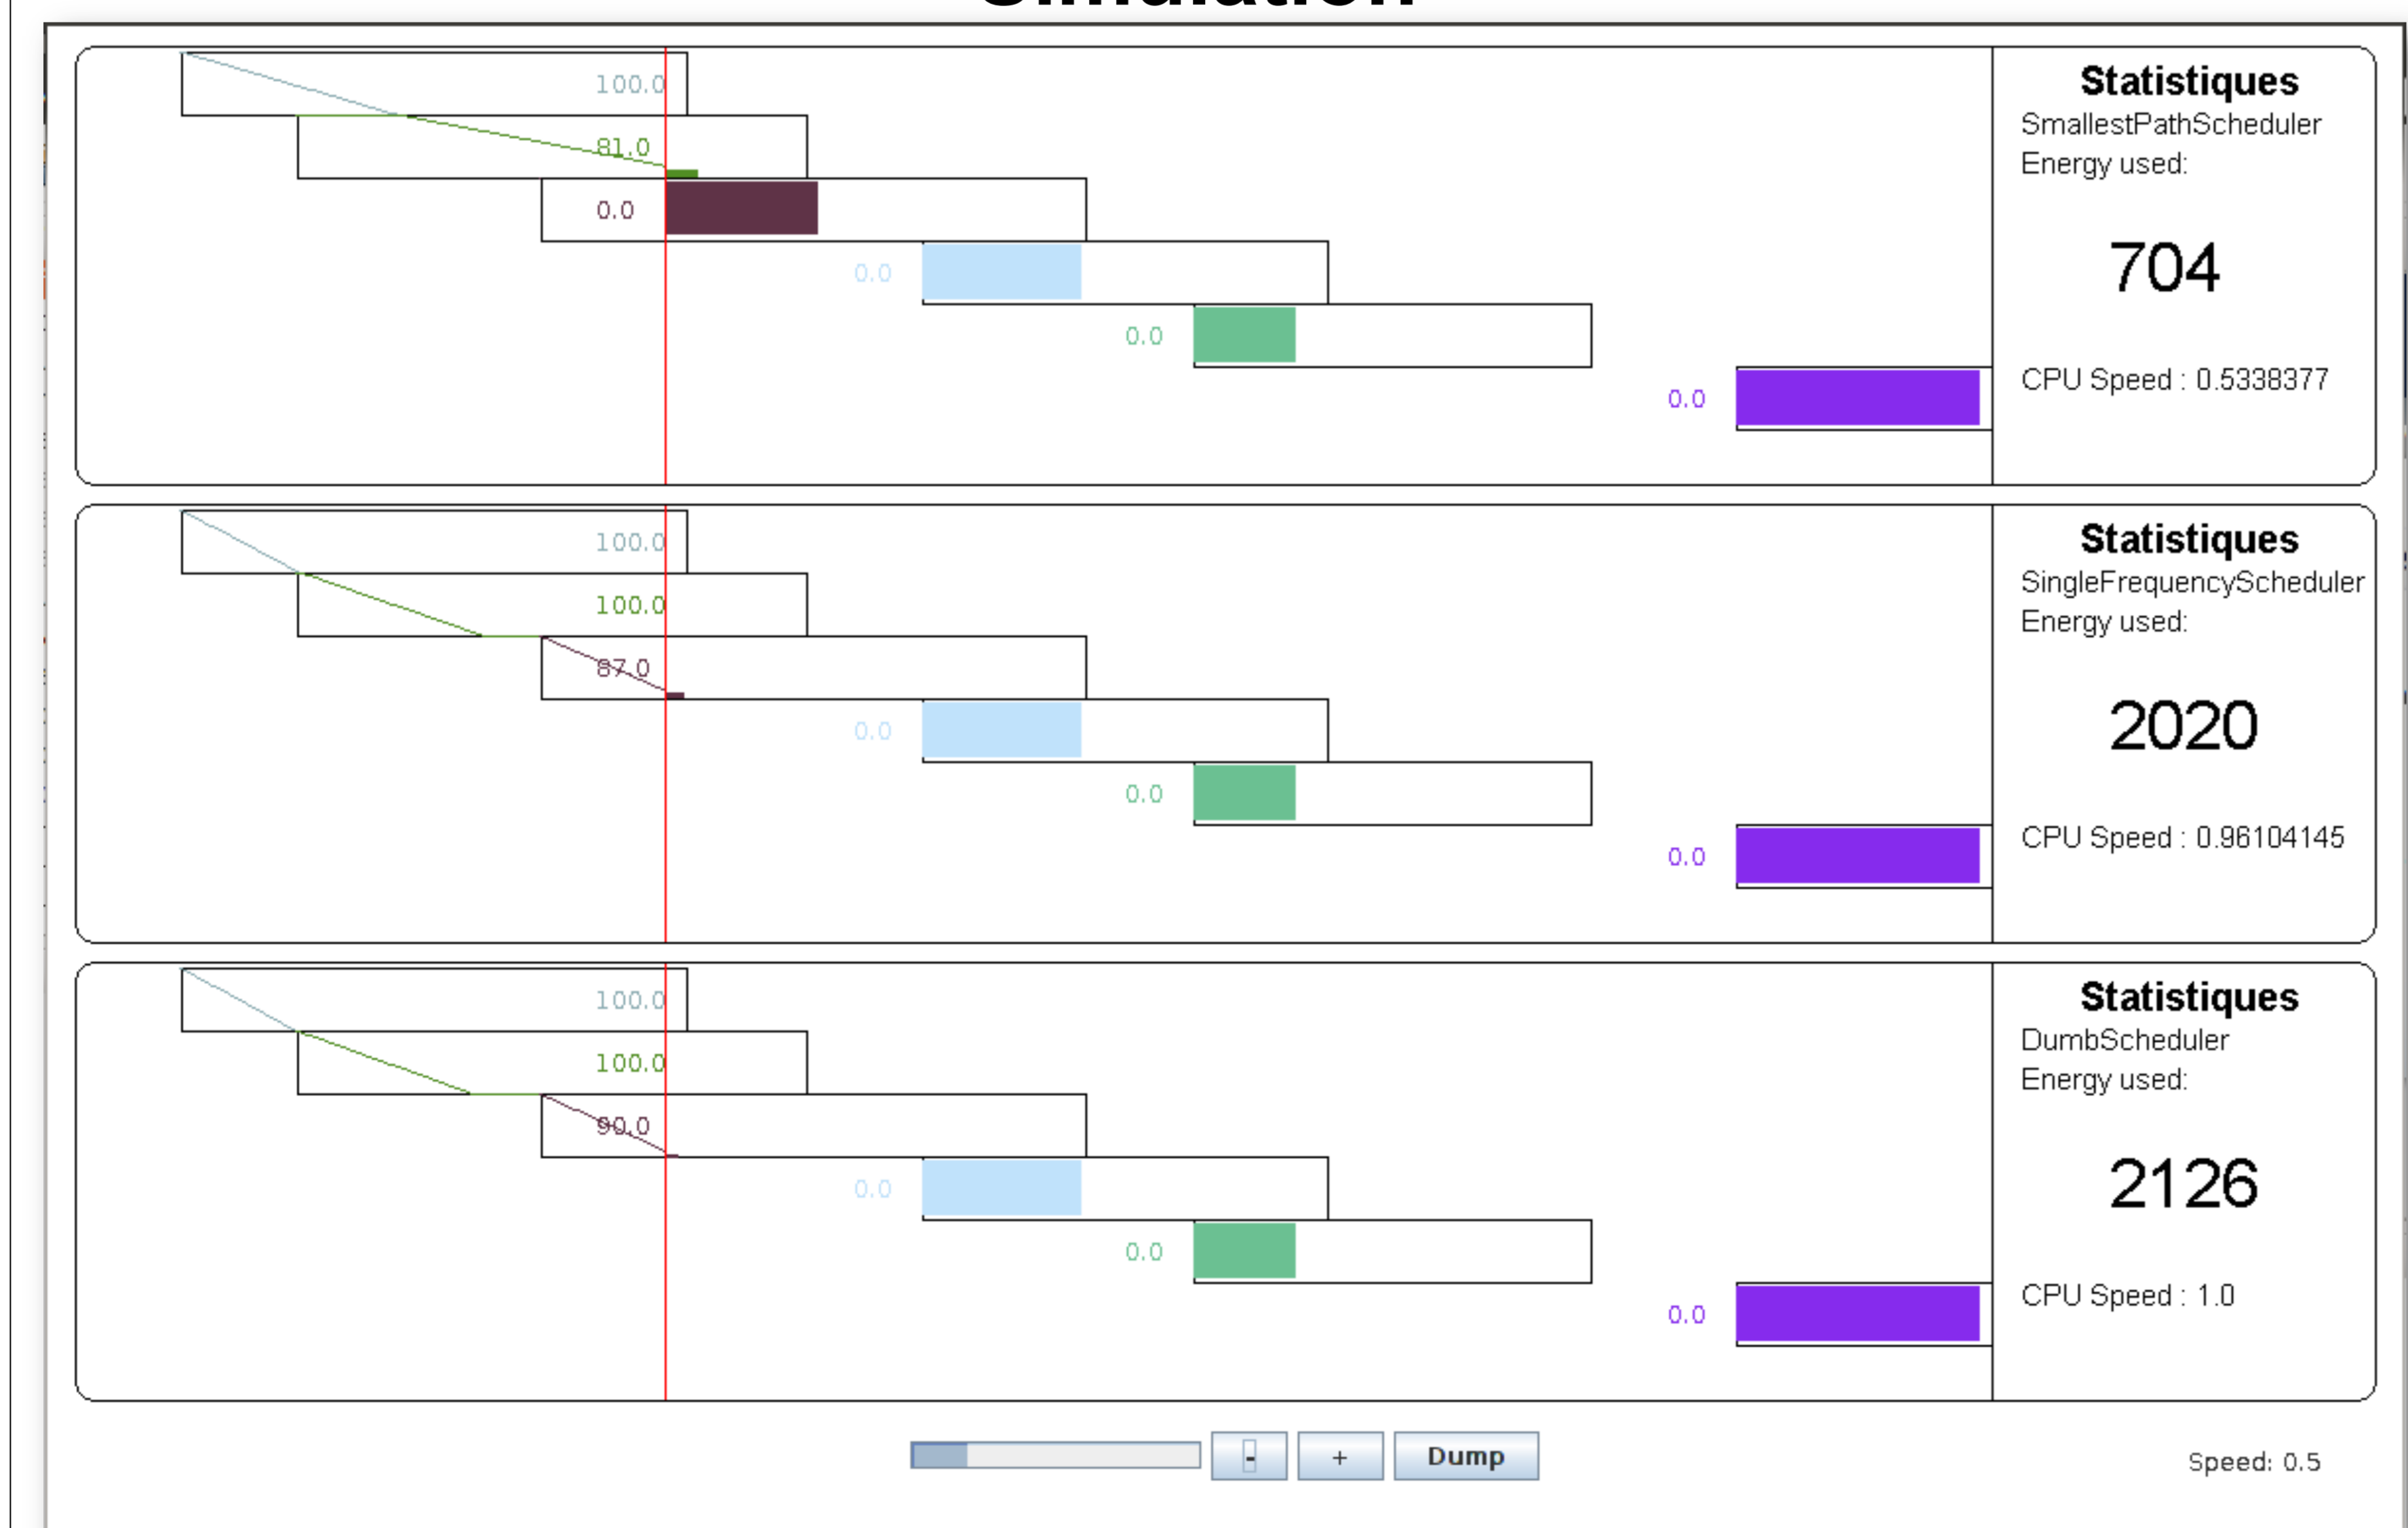 Simulation
100.0
81.0
0.0
0.0
0.0
0.0
Statistiques
SmallestPathScheduler
Energy used:
704
CPU Speed : 0.5338377
100.0
100.0
87.0
0.0
0.0
0.0
Statistiques
SingleFrequencyScheduler
Energy used:
2020
CPU Speed : 0.96104145
100.0
100.0
90.0
0.0
0.0
0.0
Statistiques
DumbScheduler
Energy used:
2126
CPU Speed : 1.0
- + Dump
Speed: 0.5